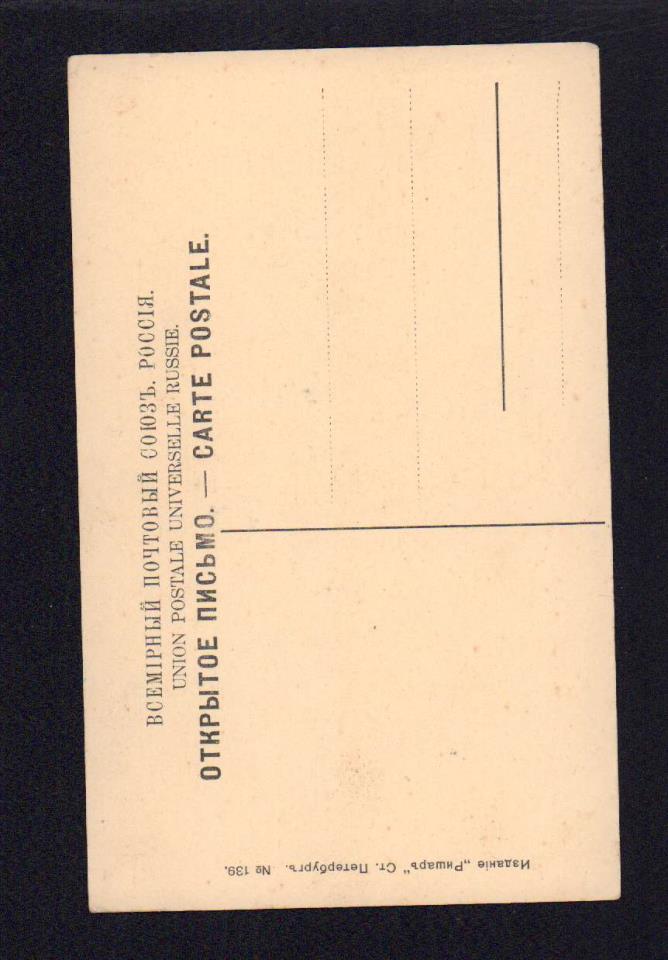 ВСЕМІРНЫЙ ПОЧТОВЫЙ СОЮЗЪ. РОССІЯ.
UNION POSTALE UNIVERSELLE RUSSIE.
ОТКРЫТОЕ ПИСЬМО. — CARTE POSTALE.
Изданіе „Ришаръ“ Ст. Петербургъ. № 139.